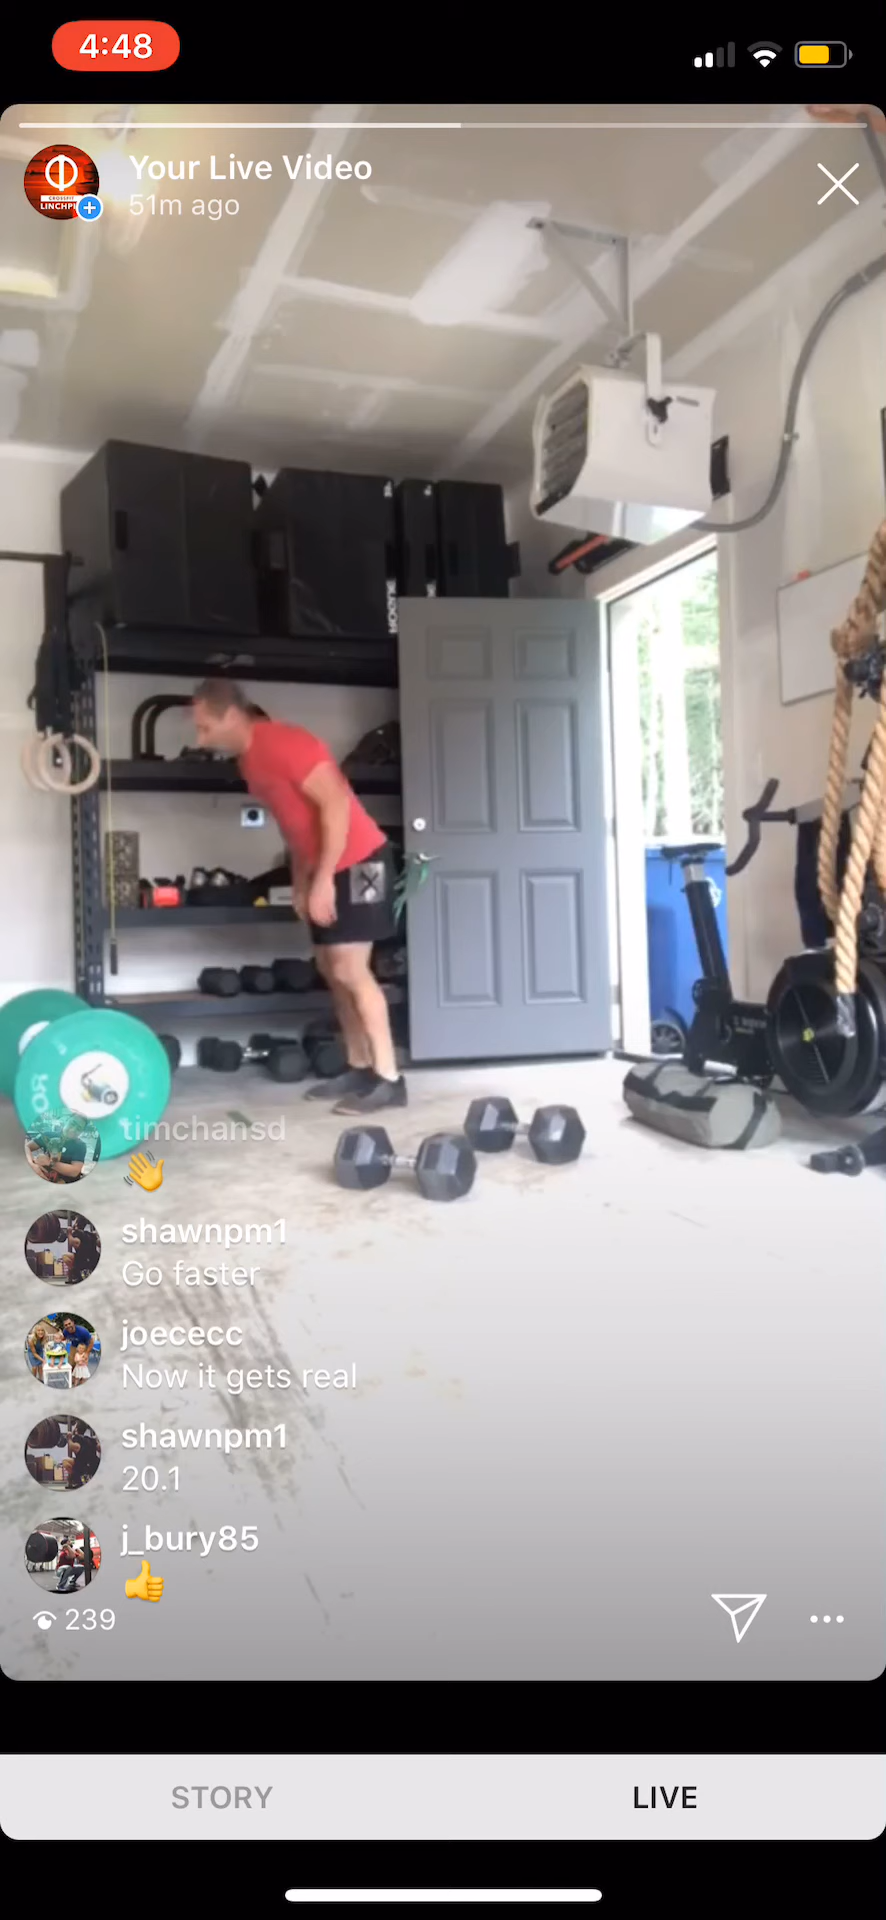 4:48
Your Live Video
51m ago
CROSSFIT
timchansd
shawnpm1
Go faster
joececc
Now it gets real
shawnpm1
20.1
j_bury85
239
STORY
LIVE